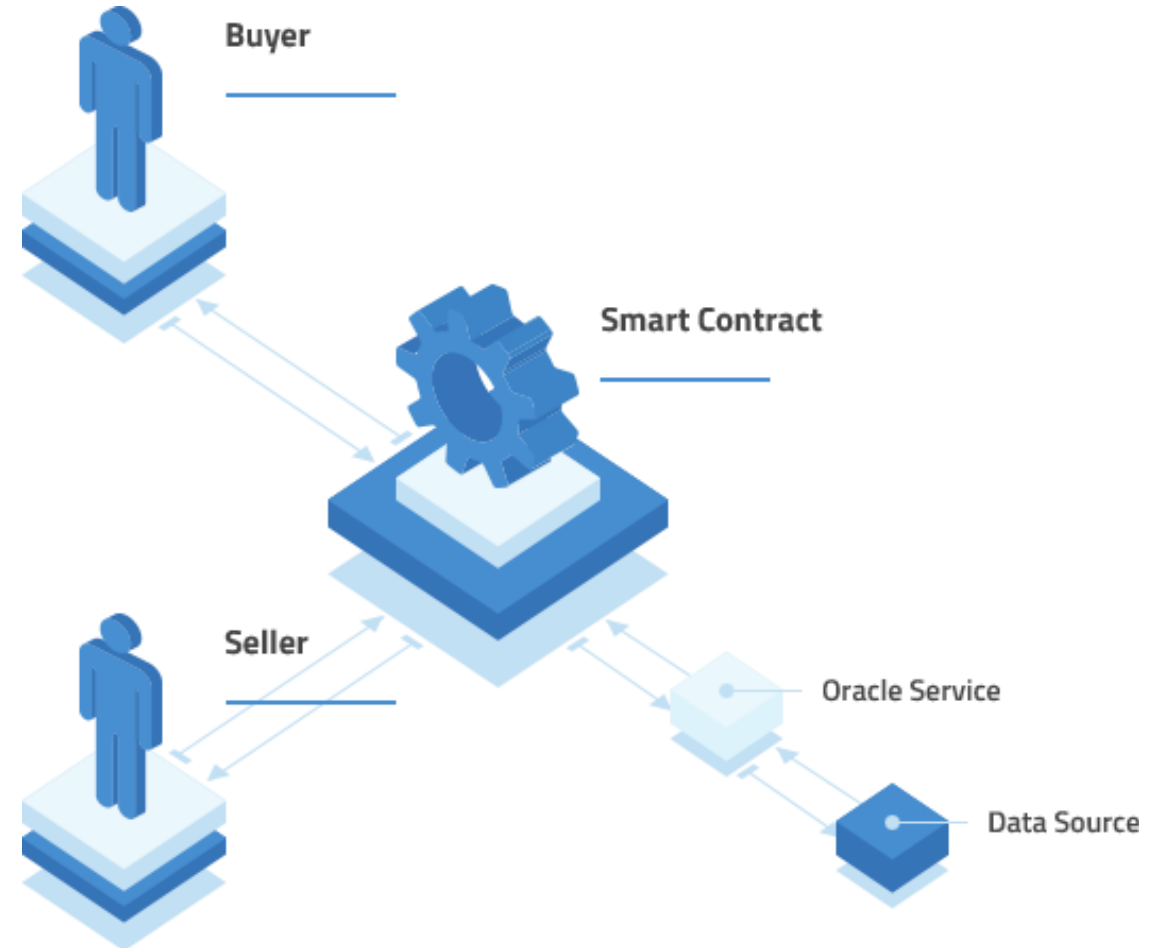 Buyer
Smart Contract
Seller
Oracle Service
Data Source